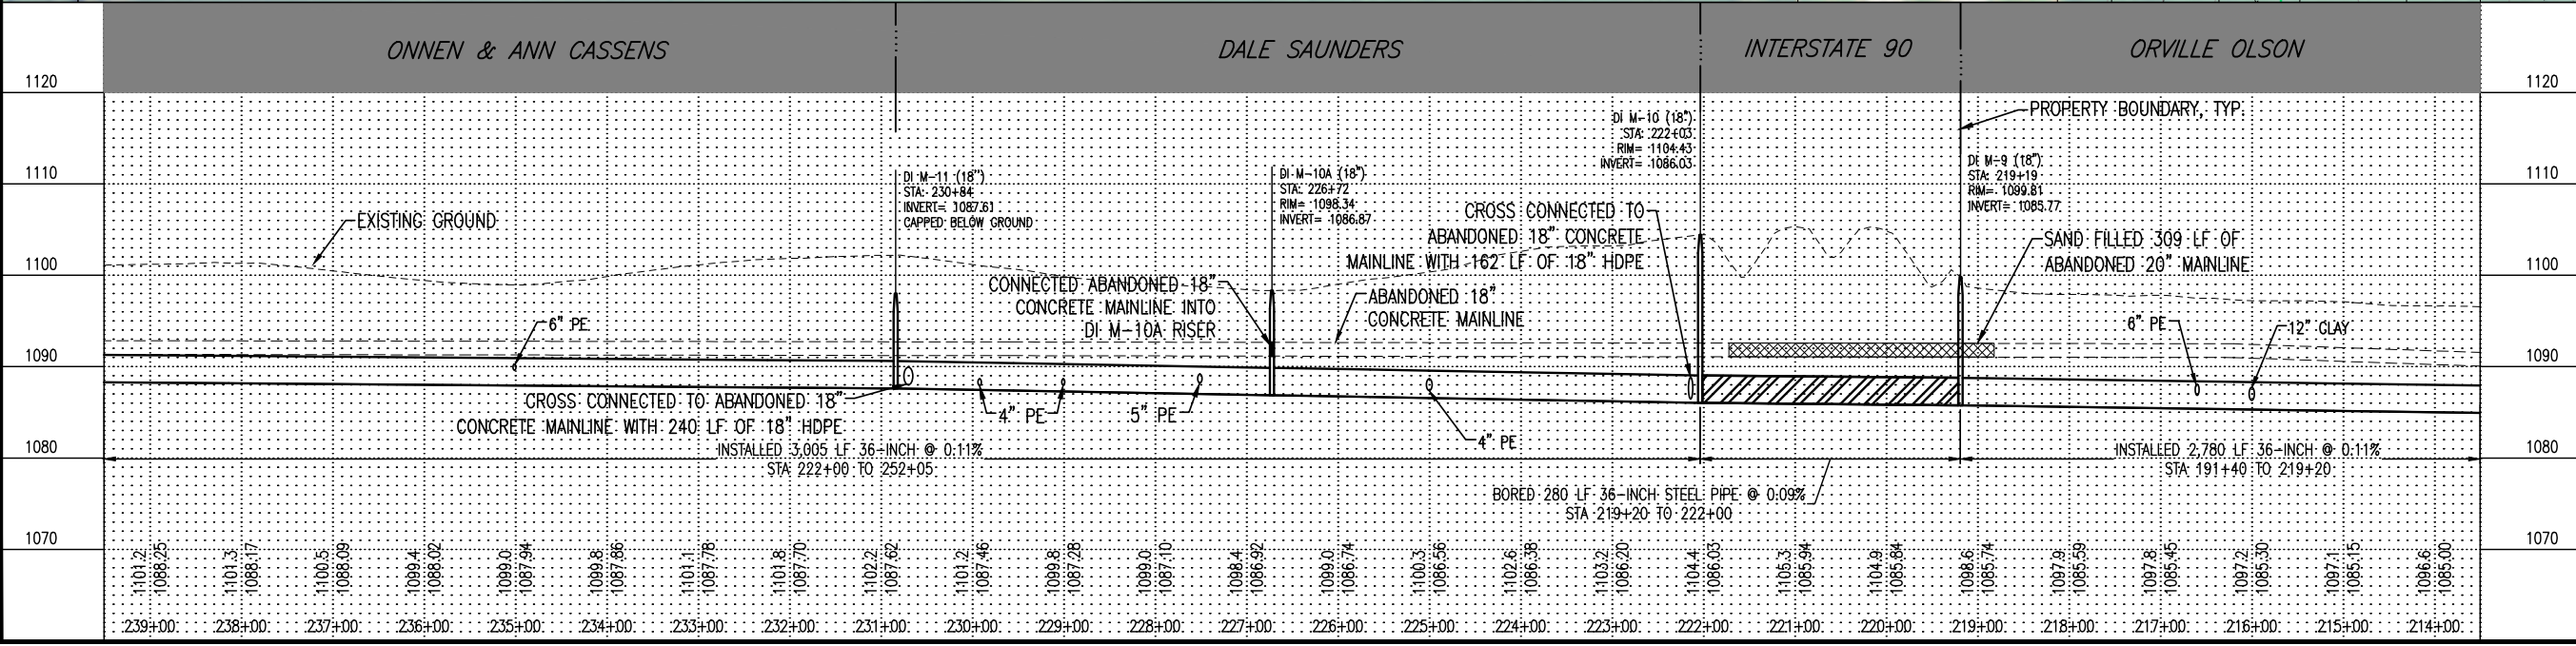 ONNEN & ANN CASSENS
DALE SAUNDERS
INTERSTATE 90
ORVILLE OLSON
1120
1120
PROPERTY BOUNDARY, TYP.
DI M-10 (18")
STA: 222+03
RIM= 1104.43
INVERT= 1086.03
DI M-9 (18")
STA: 219+19
RIM= 1099.81
INVERT= 1085.77
1110
1110
DI M-11 (18")
STA: 230+84
INVERT= 1087.61
CAPPED BELOW GROUND
DI M-10A (18")
STA: 226+72
RIM= 1098.34
INVERT= 1086.87
EXISTING GROUND
CROSS CONNECTED TO
ABANDONED 18" CONCRETE
MAINLINE WITH 162 LF OF 18" HDPE
SAND FILLED 309 LF OF
ABANDONED 20" MAINLINE
1100
1100
CONNECTED ABANDONED 18"
CONCRETE MAINLINE INTO
DI M-10A RISER
ABANDONED 18"
CONCRETE MAINLINE
6" PE
6" PE
12" CLAY
1090
1090
CROSS CONNECTED TO ABANDONED 18"
CONCRETE MAINLINE WITH 240 LF OF 18" HDPE
4" PE
5" PE
4" PE
1080
1080
INSTALLED 3,005 LF 36-INCH @ 0.11%
STA 222+00 TO 252+05
INSTALLED 2,780 LF 36-INCH @ 0.11%
STA 191+40 TO 219+20
BORED 280 LF 36-INCH STEEL PIPE @ 0.09%
STA 219+20 TO 222+00
1070
1070
1101.2
1088.25
1101.3
1088.17
1100.5
1088.09
1099.4
1088.02
1099.0
1087.94
1099.8
1087.86
1101.1
1087.78
1101.8
1087.70
1102.2
1087.62
1101.2
1087.46
1099.8
1087.28
1099.0
1087.10
1098.4
1086.92
1099.0
1086.74
1100.3
1086.56
1102.6
1086.38
1103.2
1086.20
1104.4
1086.03
1105.3
1085.94
1104.9
1085.84
1098.6
1085.74
1097.9
1085.59
1097.8
1085.45
1097.2
1085.30
1097.1
1085.15
1096.6
1085.00
239+00 238+00 237+00 236+00 235+00 234+00 233+00 232+00 231+00 230+00 229+00 228+00 227+00 226+00 225+00 224+00 223+00 222+00 221+00 220+00 219+00 218+00 217+00 216+00 215+00 214+00